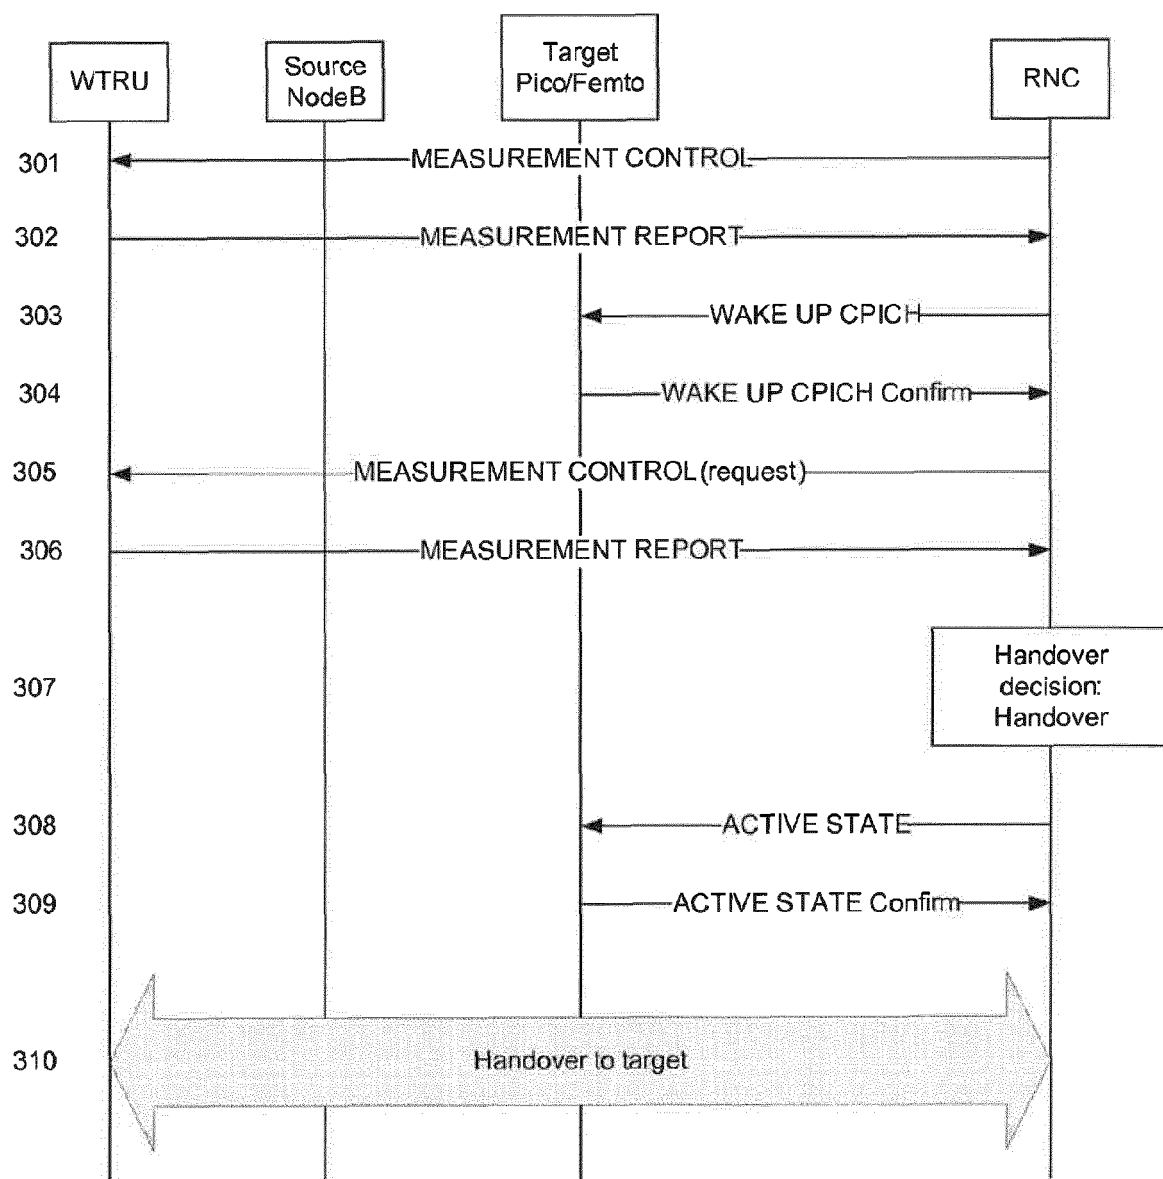 WTRU
Source
NodeB
Target
Pico/Femto
RNC
301
MEASUREMENT CONTROL
302
MEASUREMENT REPORT
303
WAKE UP CPICH
304
WAKE UP CPICH Confirm
305
MEASUREMENT CONTROL (request)
306
MEASUREMENT REPORT
307
Handover
decision:
Handover
308
ACTIVE STATE
309
ACTIVE STATE Confirm
310
Handover to target